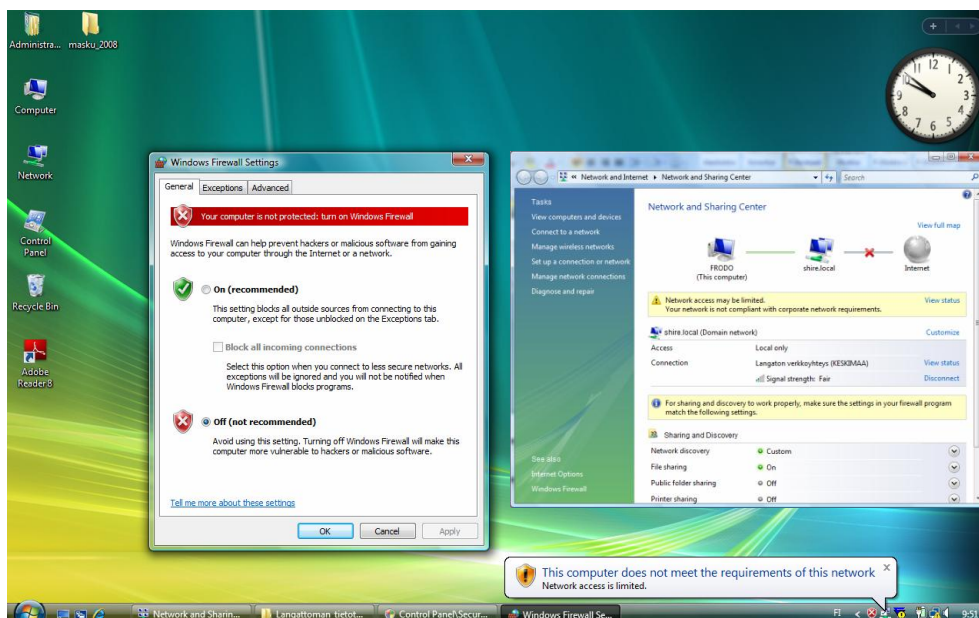 Administra...
masku_2008
Computer
Network
Control
Panel
Recycle Bin
Adobe
Reader 8
12
11
1
10
2
9
3
8
4
7
5
6
Windows Firewall Settings
General
Exceptions
Advanced
Your computer is not protected: turn on Windows Firewall
Windows Firewall can help prevent hackers or malicious software from gaining
access to your computer through the Internet or a network.
On (recommended)
This setting blocks all outside sources from connecting to this
computer, except for those unblocked on the Exceptions tab.
Block all incoming connections
Select this option when you connect to less secure networks. All
exceptions will be ignored and you will not be notified when
Windows Firewall blocks programs.
Off (not recommended)
Avoid using this setting. Turning off Windows Firewall will make this
computer more vulnerable to hackers or malicious software.
Tell me more about these settings
OK
Cancel
Apply
« Network and Internet ▸ Network and Sharing Center
Search
Tasks
View computers and devices
Connect to a network
Manage wireless networks
Set up a connection or network
Manage network connections
Diagnose and repair
See also
Internet Options
Windows Firewall
Network and Sharing Center
View full map
FRODO
(This computer)
shire.local
Internet
Network access may be limited.
Your network is not compliant with corporate network requirements.
View status
shire.local (Domain network)
Customize
Access
Local only
Connection
Langaton verkkoyhteys (KESKIMAA)
View status
Signal strength: Fair
Disconnect
For sharing and discovery to work properly, make sure the settings in your firewall program
match the following settings.
Sharing and Discovery
Network discovery
Custom
File sharing
On
Public folder sharing
Off
Printer sharing
Off
This computer does not meet the requirements of this network
Network access is limited.
Network and Sharin...
Langattoman tietot...
Control Panel\Secur...
Windows Firewall Se...
FI
9:51